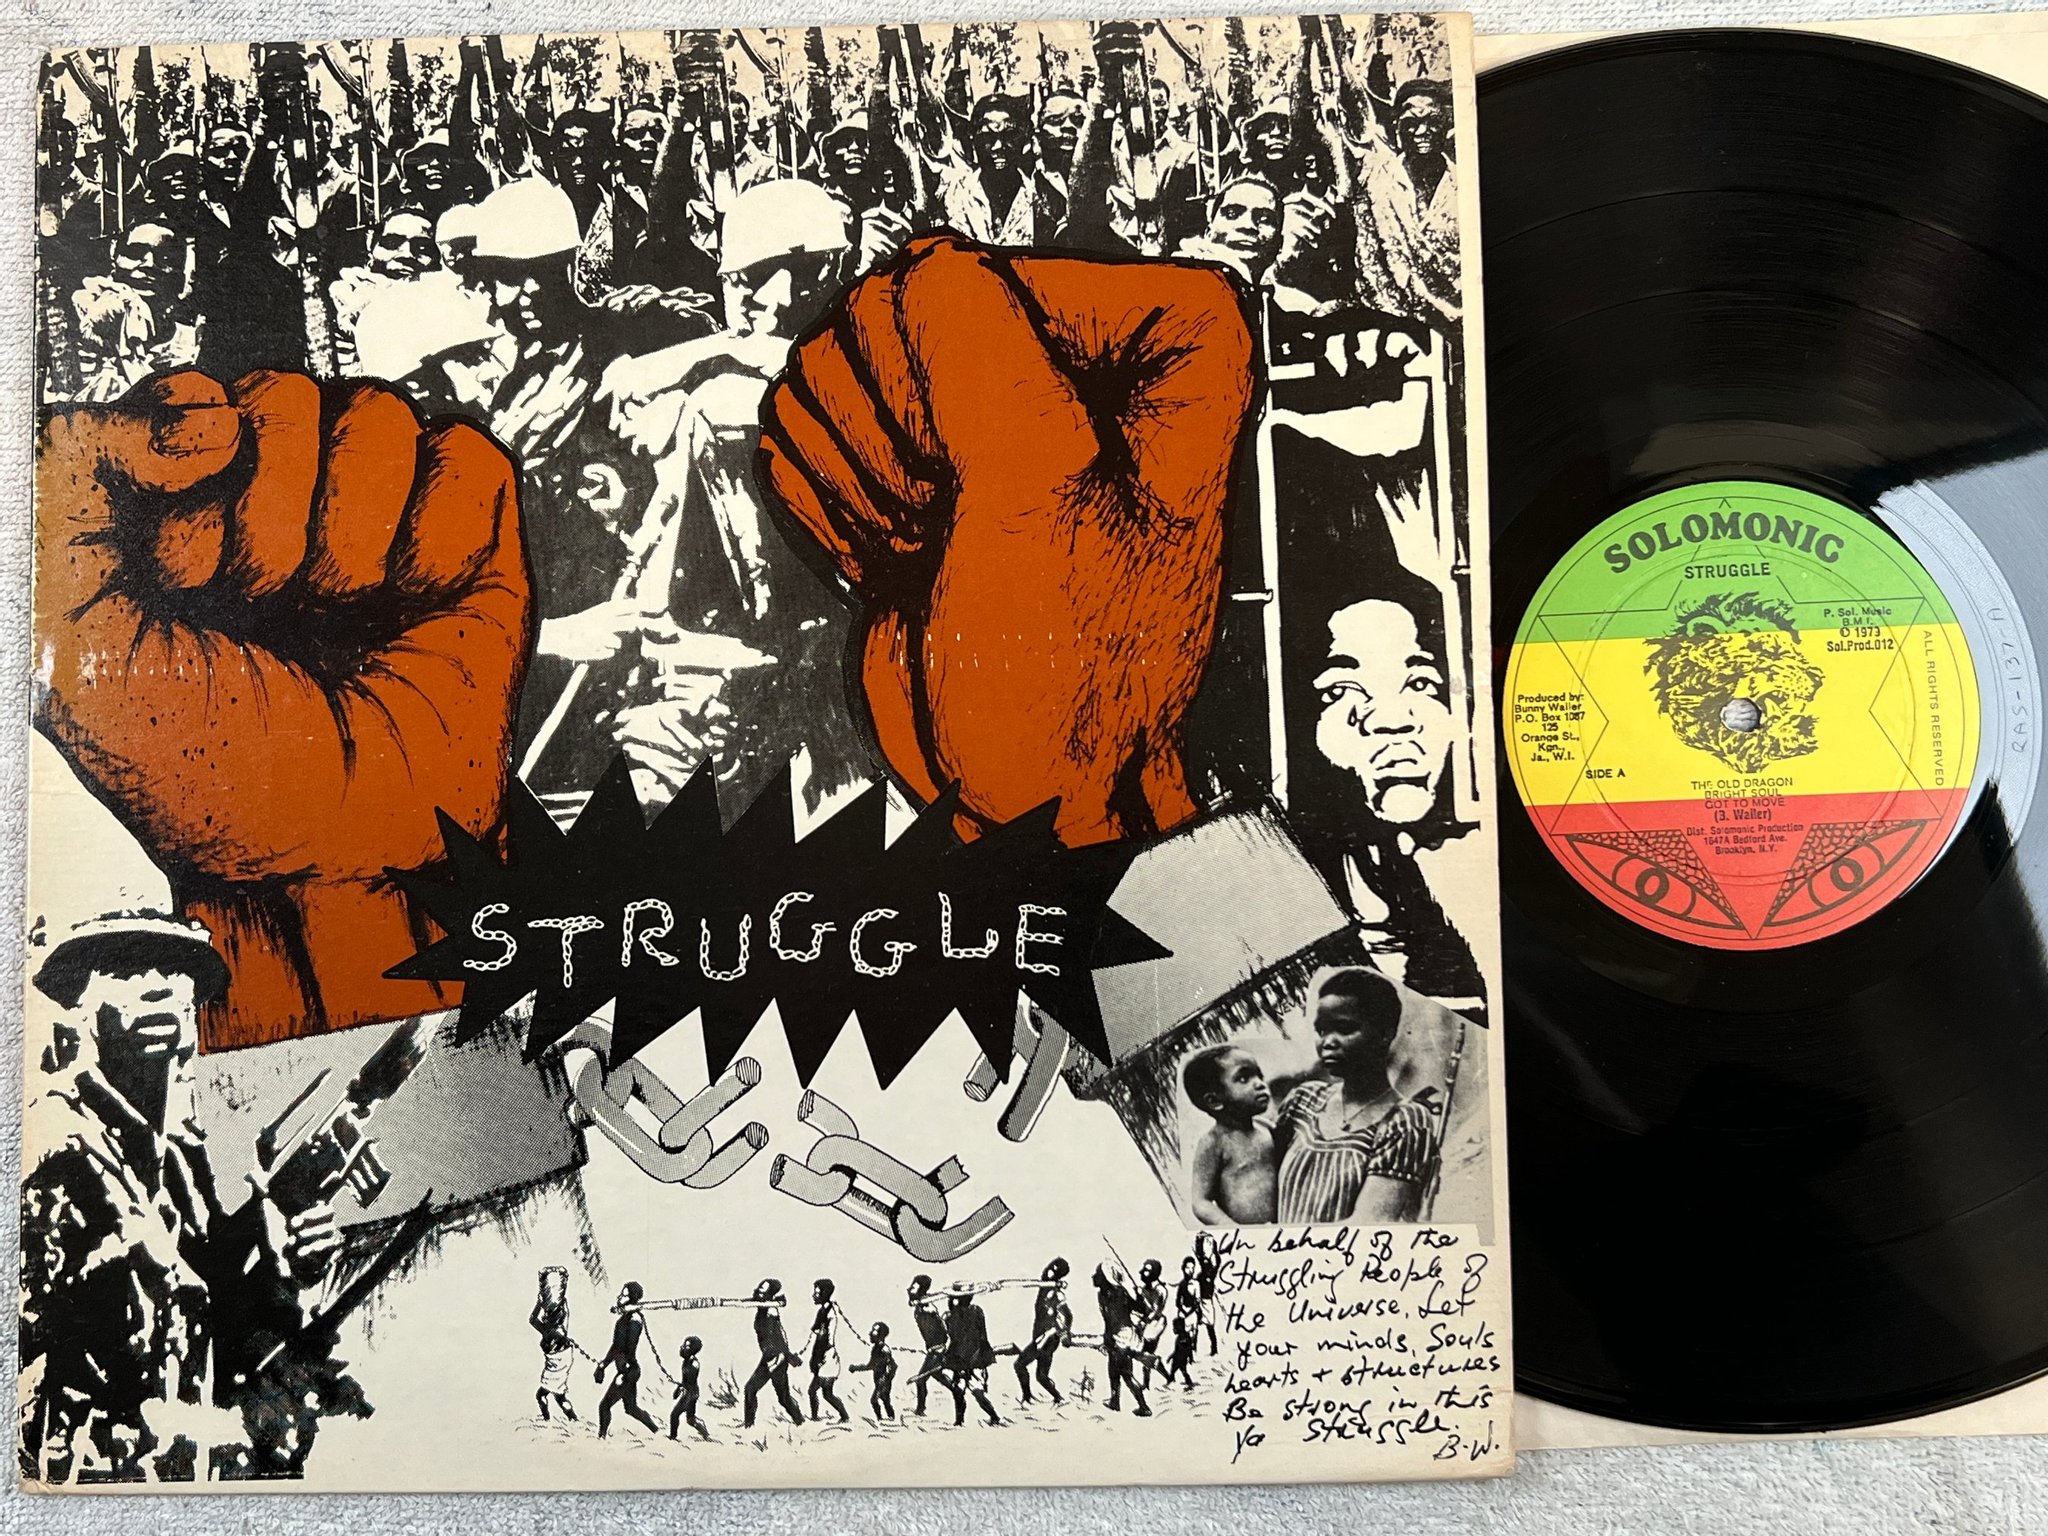 STRUGGLE
On behalf of the
Struggling People of
the Universe. Let
your minds, Souls
hearts + structures
Be strong in this
Ya Struggle.
B.W.
SOLOMONIC
STRUGGLE
P. Sol. Music
B.M.I.
© 1973
Sol.Prod.012
ALL RIGHTS RESERVED
Produced by:
Bunny Wailer
P.O. Box 1087
125
Orange St.,
Kgn.,
Ja., W.I.
SIDE A
THE OLD DRAGON
BRIGHT SOUL
GOT TO MOVE
(B. Wailer)
Dist. Solomonic Production
1647A Bedford Ave.
Brooklyn, N.Y.
RAS-137A